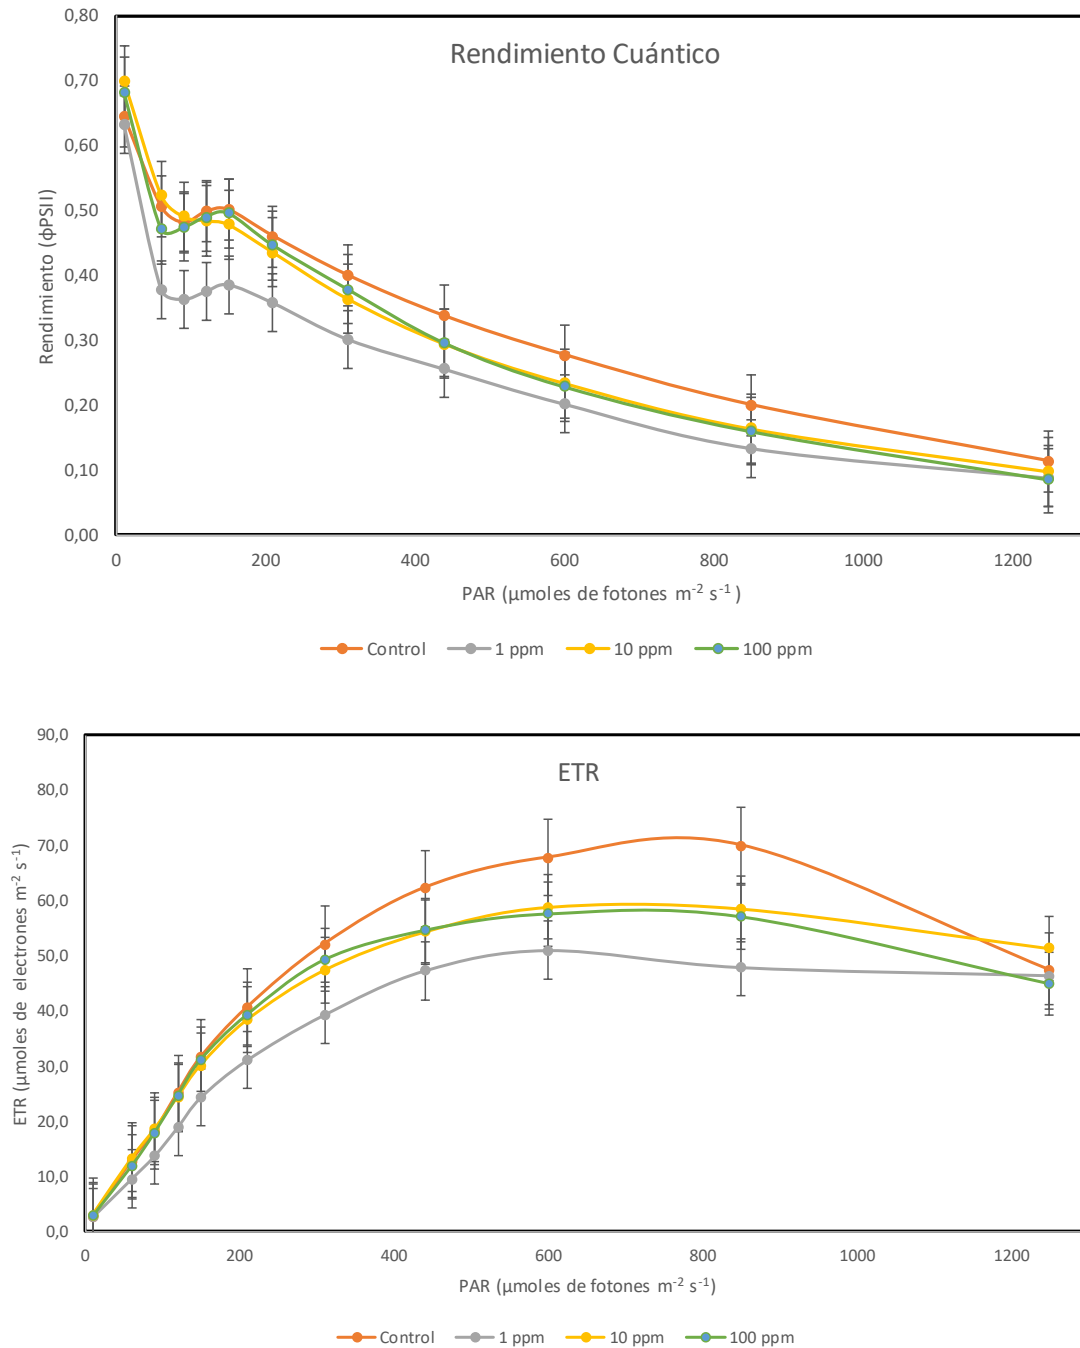 Rendimiento Cuántico
0,80
0,70
0,60
0,50
0,40
0,30
0,20
0,10
0,00
Rendimiento (ϕPSII)
0 200 400 600 800 1000 1200
PAR (µmoles de fotones m-2 s-1 )
Control 1 ppm 10 ppm 100 ppm
ETR
90,0
80,0
70,0
60,0
50,0
40,0
30,0
20,0
10,0
0,0
ETR (µmoles de electrones m-2 s-1)
0 200 400 600 800 1000 1200
PAR (µmoles de fotones m-2 s-1)
Control 1 ppm 10 ppm 100 ppm